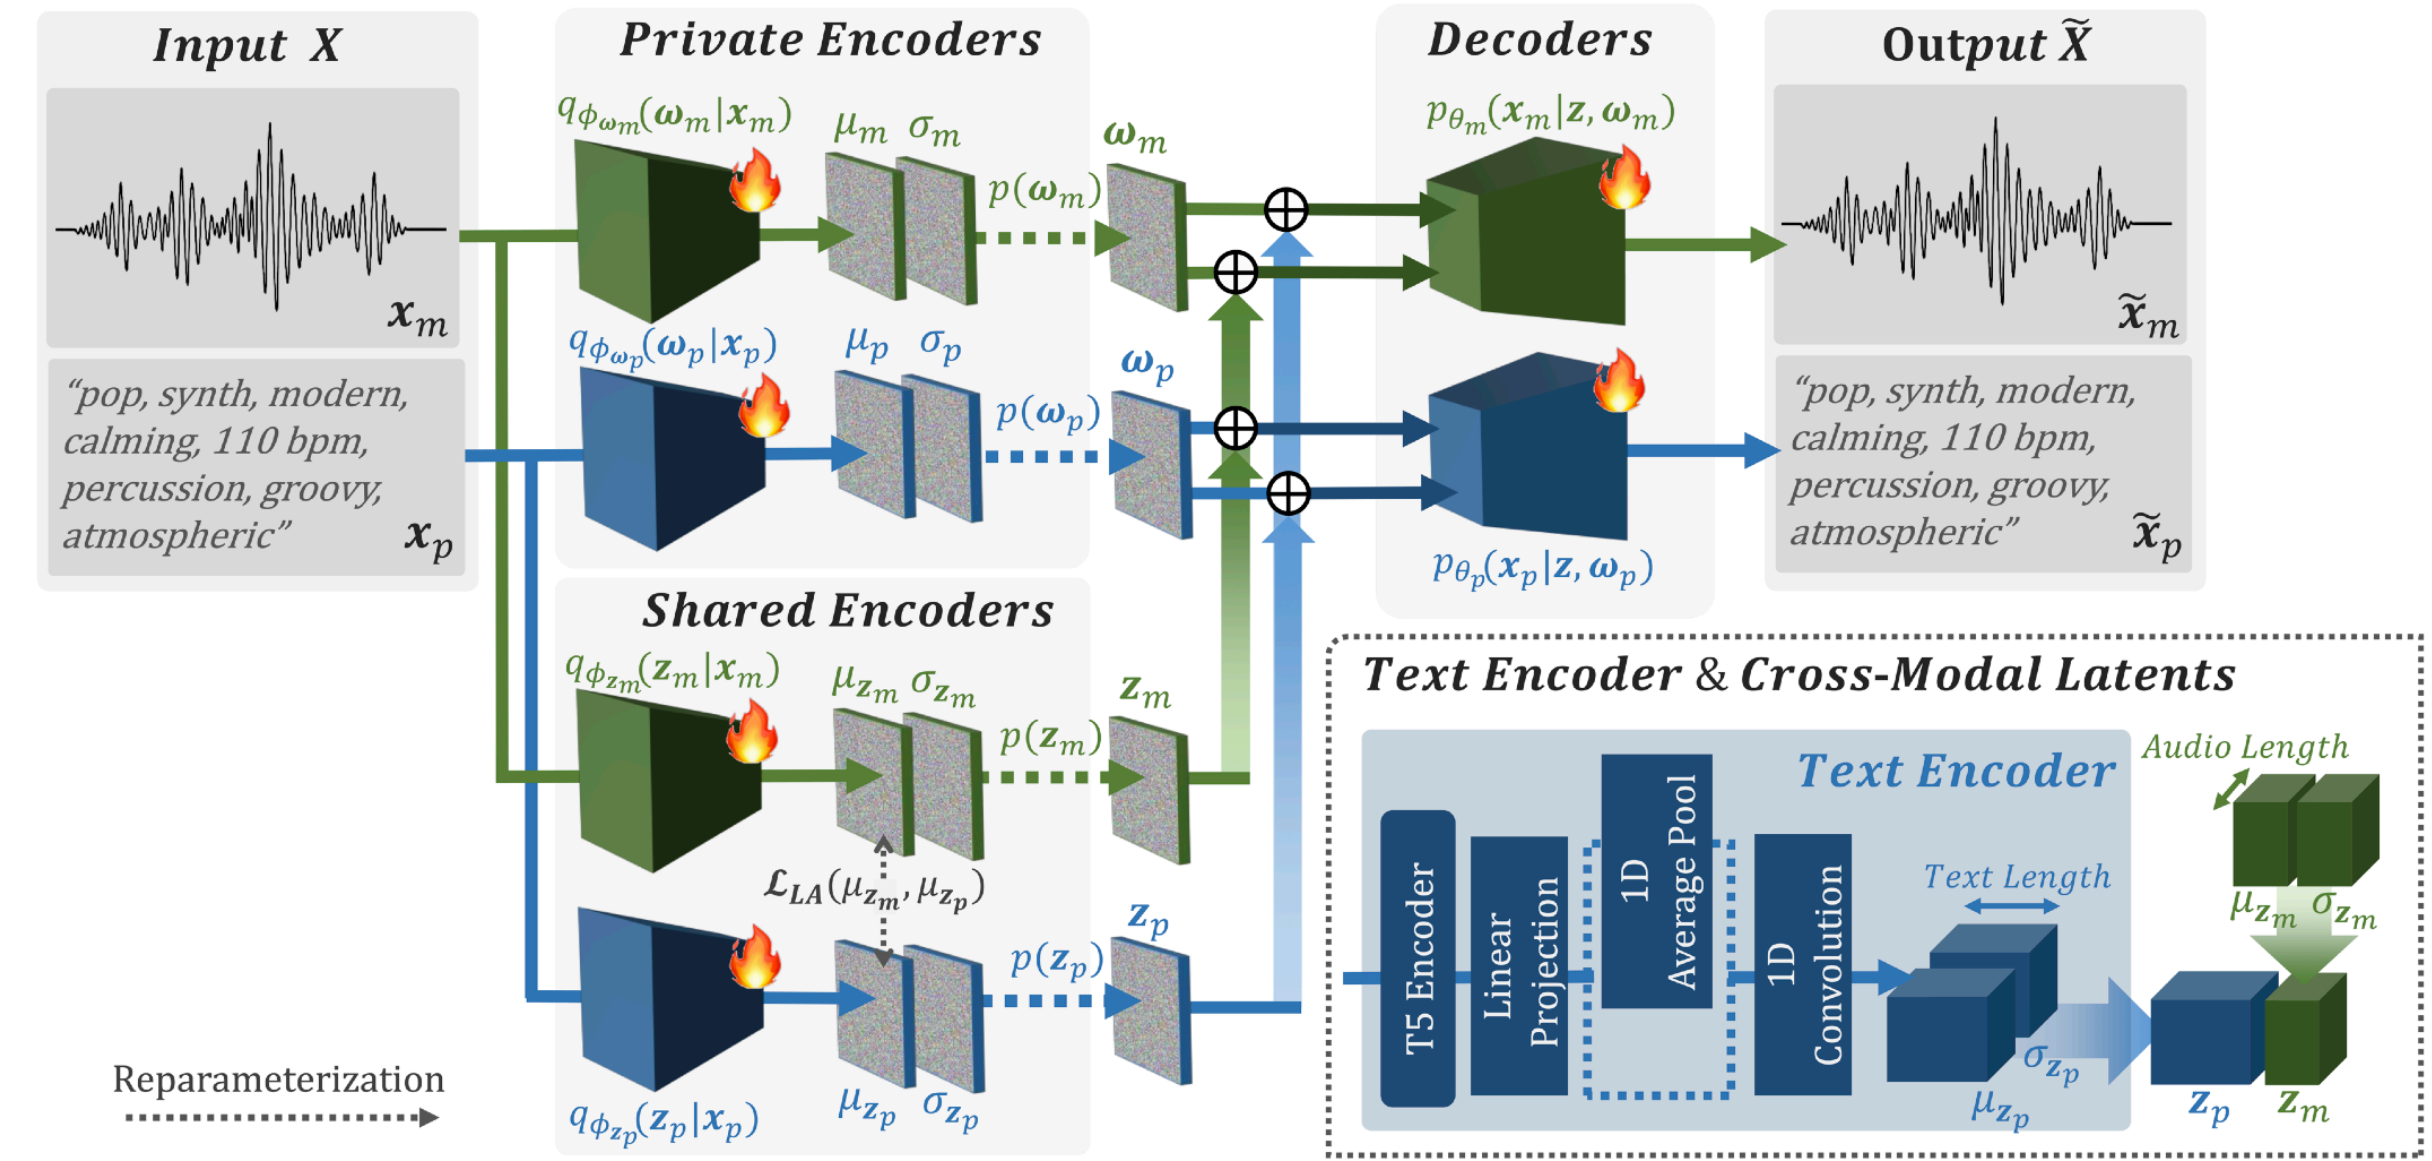 Input X
x_m
“pop, synth, modern,
calming, 110 bpm,
percussion, groovy,
atmospheric”
x_p
Private Encoders
q_{ϕ_{ω_m}}(ω_m|x_m)
μ_m σ_m
p(ω_m)
ω_m
q_{ϕ_{ω_p}}(ω_p|x_p)
μ_p σ_p
p(ω_p)
ω_p
Shared Encoders
q_{ϕ_{z_m}}(z_m|x_m)
μ_{z_m} σ_{z_m}
p(z_m)
z_m
ℒ_{LA}(μ_{z_m}, μ_{z_p})
p(z_p)
z_p
q_{ϕ_{z_p}}(z_p|x_p)
μ_{z_p} σ_{z_p}
Reparameterization
Decoders
p_{θ_m}(x_m|z, ω_m)
p_{θ_p}(x_p|z, ω_p)
Output X̃
x̃_m
“pop, synth, modern,
calming, 110 bpm,
percussion, groovy,
atmospheric”
x̃_p
Text Encoder & Cross-Modal Latents
Text Encoder
T5 Encoder
Linear
Projection
1D
Average Pool
1D
Convolution
Text Length
σ_{z_p}
μ_{z_p}
Audio Length
μ_{z_m} σ_{z_m}
z_p z_m